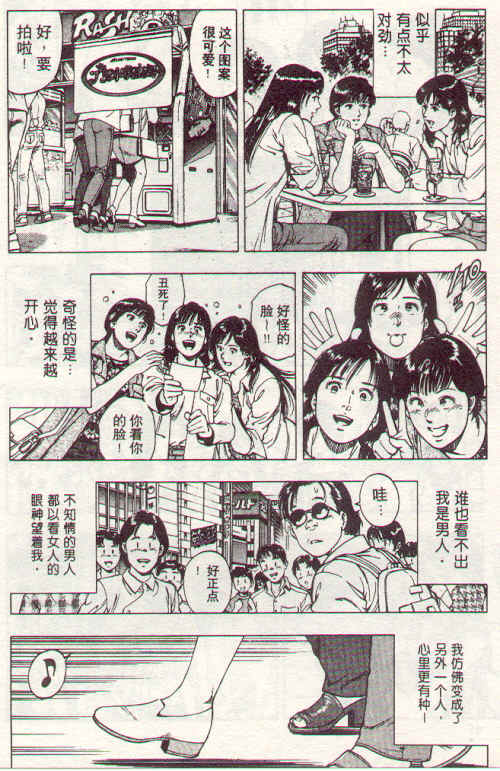 似乎
有点不太
对劲…
这个图案
很可爱！
RASH
好，要
拍啦！
好怪的
脸～!!
丑死了！
你看你
的脸！
奇怪的是…
觉得越来越
开心．
谁也看不出
我是男人．
哇…
好正点
！
不知情的男人
都以看女人的
眼神望着我．
我仿佛变成了
另外一个人，
心里更有种—